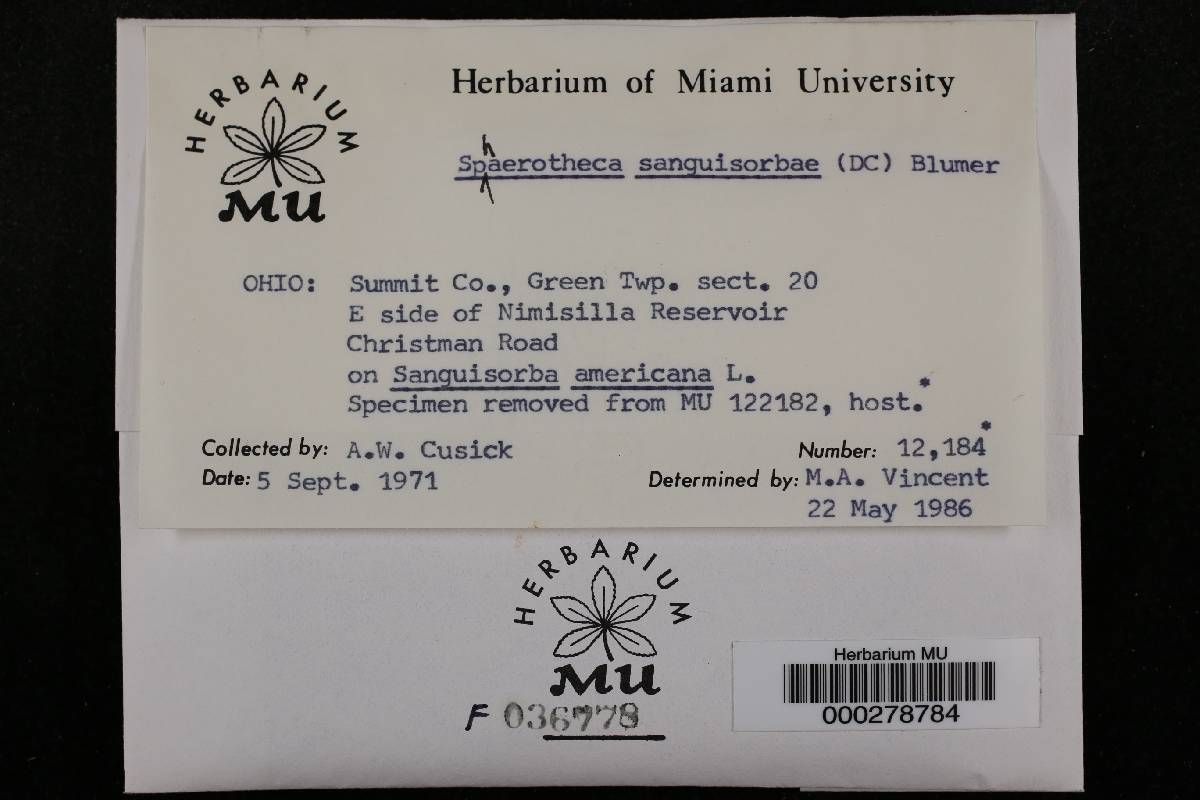 HERBARIUM
MU
Herbarium of Miami University
Sphaerotheca sanguisorbae (DC) Blumer
OHIO: Summit Co., Green Twp. sect. 20
E side of Nimisilla Reservoir
Christman Road
on Sanguisorba americana L.
Specimen removed from MU 122182, host.*
Collected by: A.W. Cusick Number: 12,184*
Date: 5 Sept. 1971 Determined by: M.A. Vincent
22 May 1986
HERBARIUM
MU
F 036778
Herbarium MU
000278784